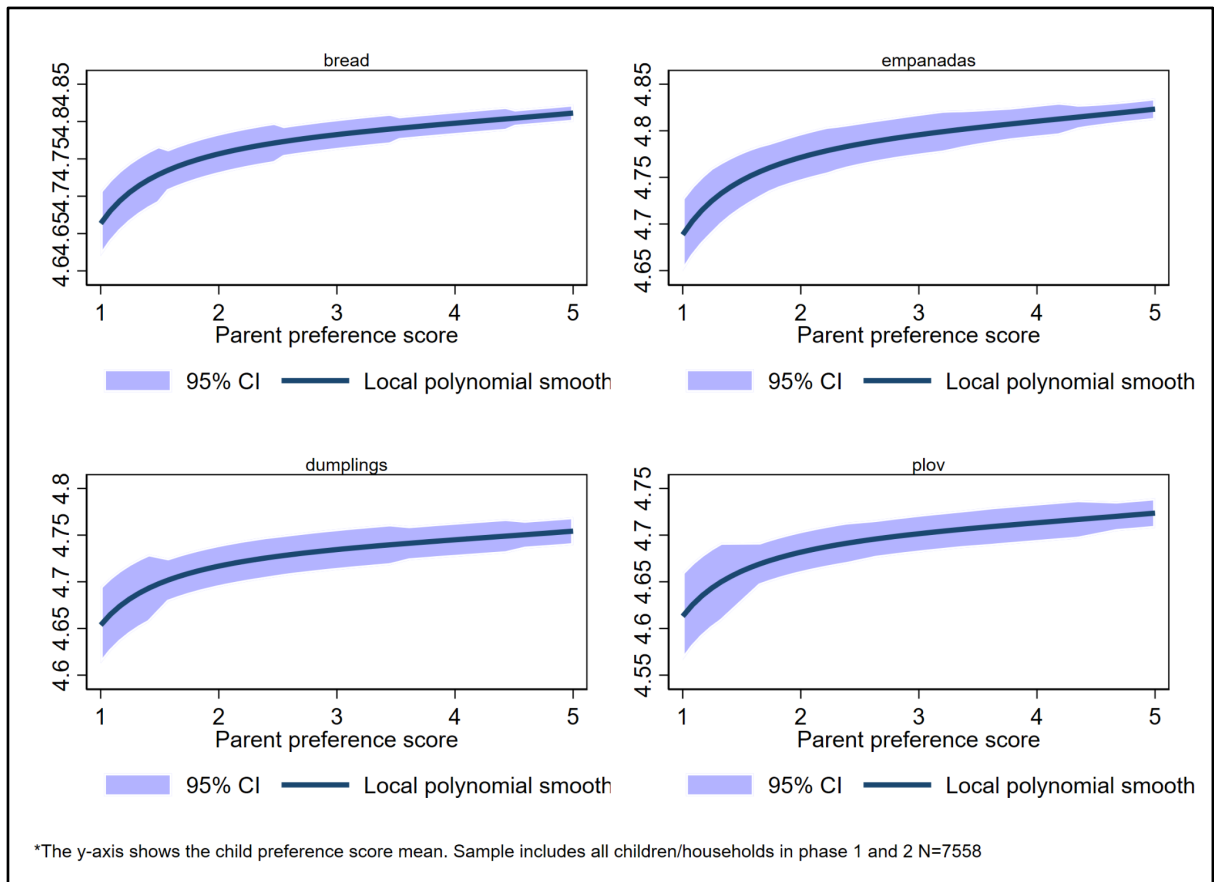 bread
4.64.654.74.754.84.85
1 2 3 4 5
Parent preference score
95% CI Local polynomial smooth
empanadas
4.65 4.7 4.75 4.8 4.85
1 2 3 4 5
Parent preference score
95% CI Local polynomial smooth
dumplings
4.6 4.65 4.7 4.75 4.8
1 2 3 4 5
Parent preference score
95% CI Local polynomial smooth
plov
4.55 4.6 4.65 4.7 4.75
1 2 3 4 5
Parent preference score
95% CI Local polynomial smooth
*The y-axis shows the child preference score mean. Sample includes all children/households in phase 1 and 2 N=7558